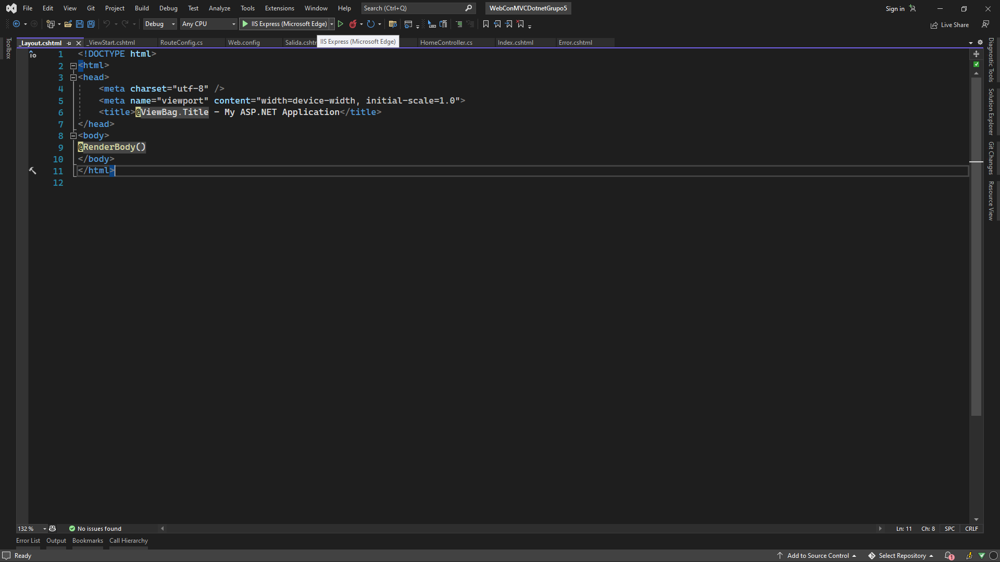 File Edit View Git Project Build Debug Test Analyze Tools Extensions Window Help Search (Ctrl+Q) WebConMVCDotnetGrupo5 Sign in
Debug Any CPU IIS Express (Microsoft Edge) Live Share
_Layout.cshtml _ViewStart.cshtml RouteConfig.cs Web.config Salida.csht IIS Express (Microsoft Edge) HomeController.cs Index.cshtml Error.cshtml
Toolbox
1 <!DOCTYPE html>
2 <html>
3 <head>
4 <meta charset="utf-8" />
5 <meta name="viewport" content="width=device-width, initial-scale=1.0">
6 <title>@ViewBag.Title - My ASP.NET Application</title>
7 </head>
8 <body>
9 @RenderBody()
10 </body>
11 </html>
12
Diagnostic Tools
Solution Explorer
Git Changes
Resource View
132 % No issues found Ln: 11 Ch: 8 SPC CRLF
Error List Output Bookmarks Call Hierarchy
Ready Add to Source Control Select Repository 1